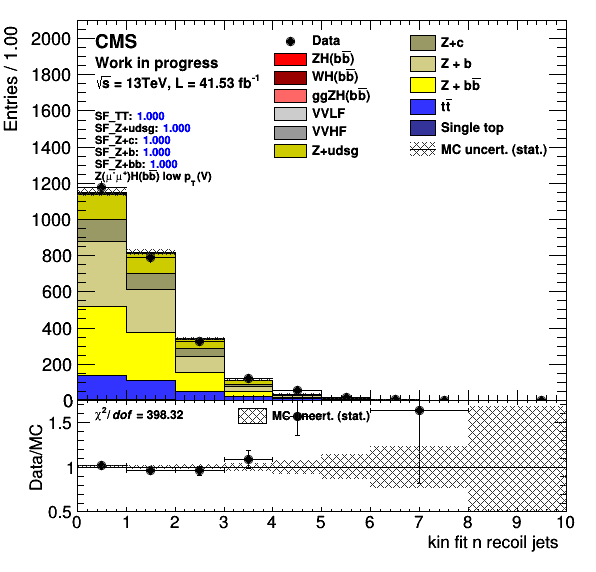 CMS
Work in progress
√s = 13TeV, L = 41.53 fb⁻¹
SF_TT: 1.000
SF_Z+udsg: 1.000
SF_Z+c: 1.000
SF_Z+b: 1.000
SF_Z+bb: 1.000
Z(μ⁻μ⁺)H(bb̅) low p_T(V)
Data
ZH(bb̅)
WH(bb̅)
ggZH(bb̅)
VVLF
VVHF
Z+udsg
Z+c
Z + b
Z + bb̅
tt̅
Single top
MC uncert. (stat.)
Entries / 1.00
2000
1800
1600
1400
1200
1000
800
600
400
200
0
χ²/ dof = 398.32
MC uncert. (stat.)
Data/MC
1.5
1
0.5
0 1 2 3 4 5 6 7 8 9 10
kin fit n recoil jets